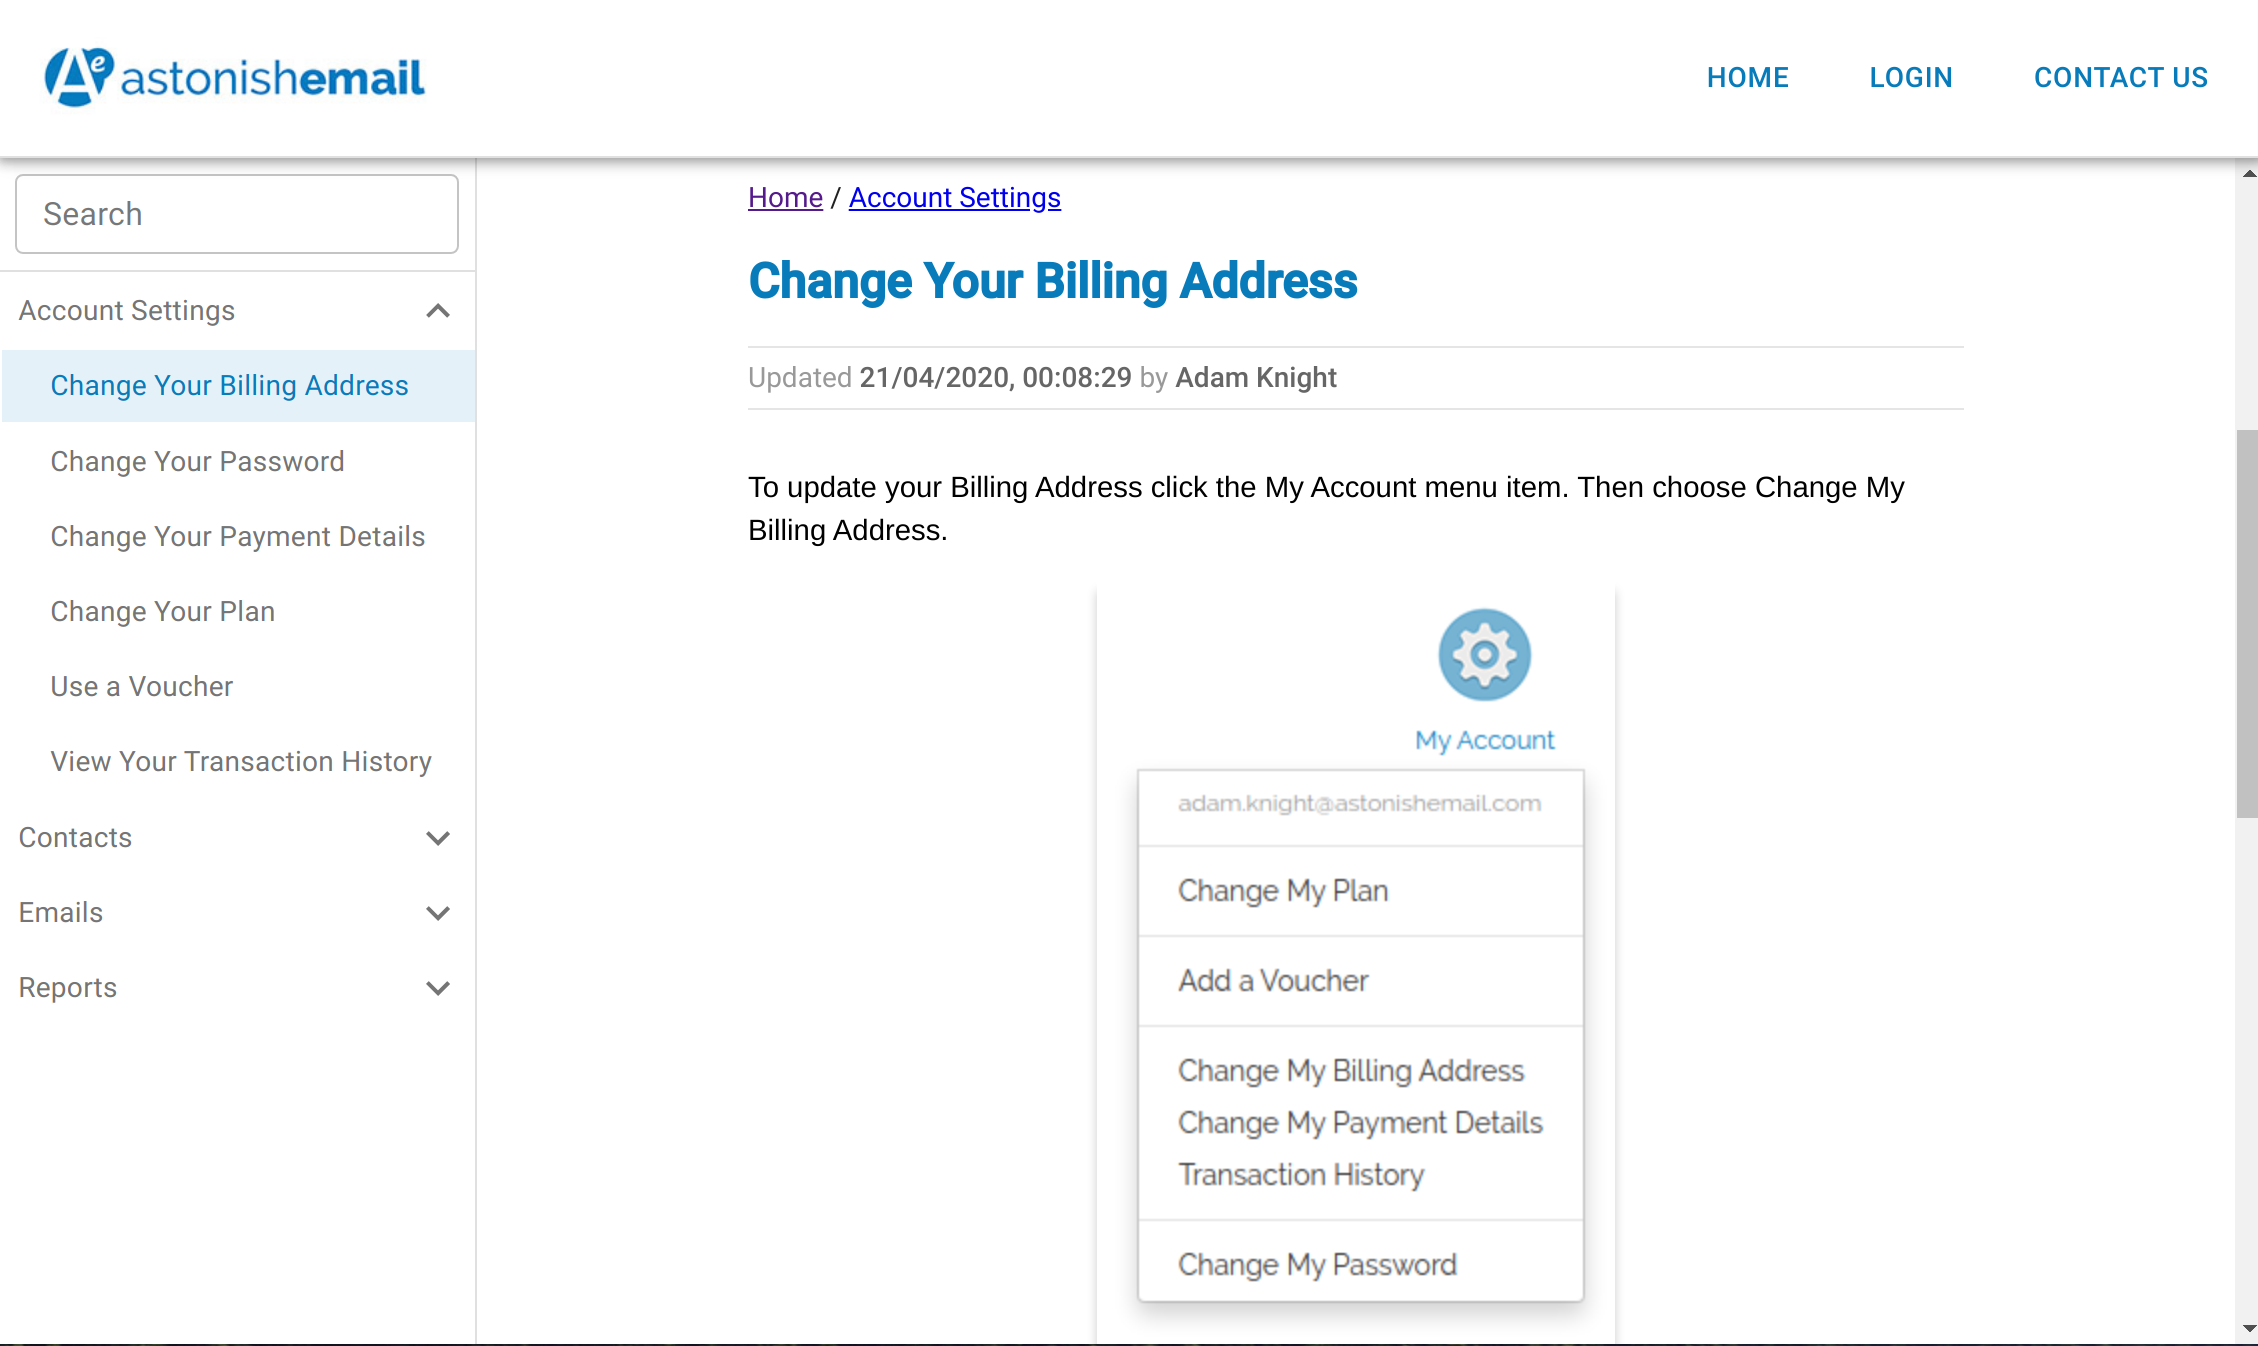 Ae astonishemail
HOME
LOGIN
CONTACT US
Search
Account Settings
Change Your Billing Address
Change Your Password
Change Your Payment Details
Change Your Plan
Use a Voucher
View Your Transaction History
Contacts
Emails
Reports
Home / Account Settings
Change Your Billing Address
Updated 21/04/2020, 00:08:29 by Adam Knight
To update your Billing Address click the My Account menu item. Then choose Change My
Billing Address.
My Account
adam.knight@astonishemail.com
Change My Plan
Add a Voucher
Change My Billing Address
Change My Payment Details
Transaction History
Change My Password